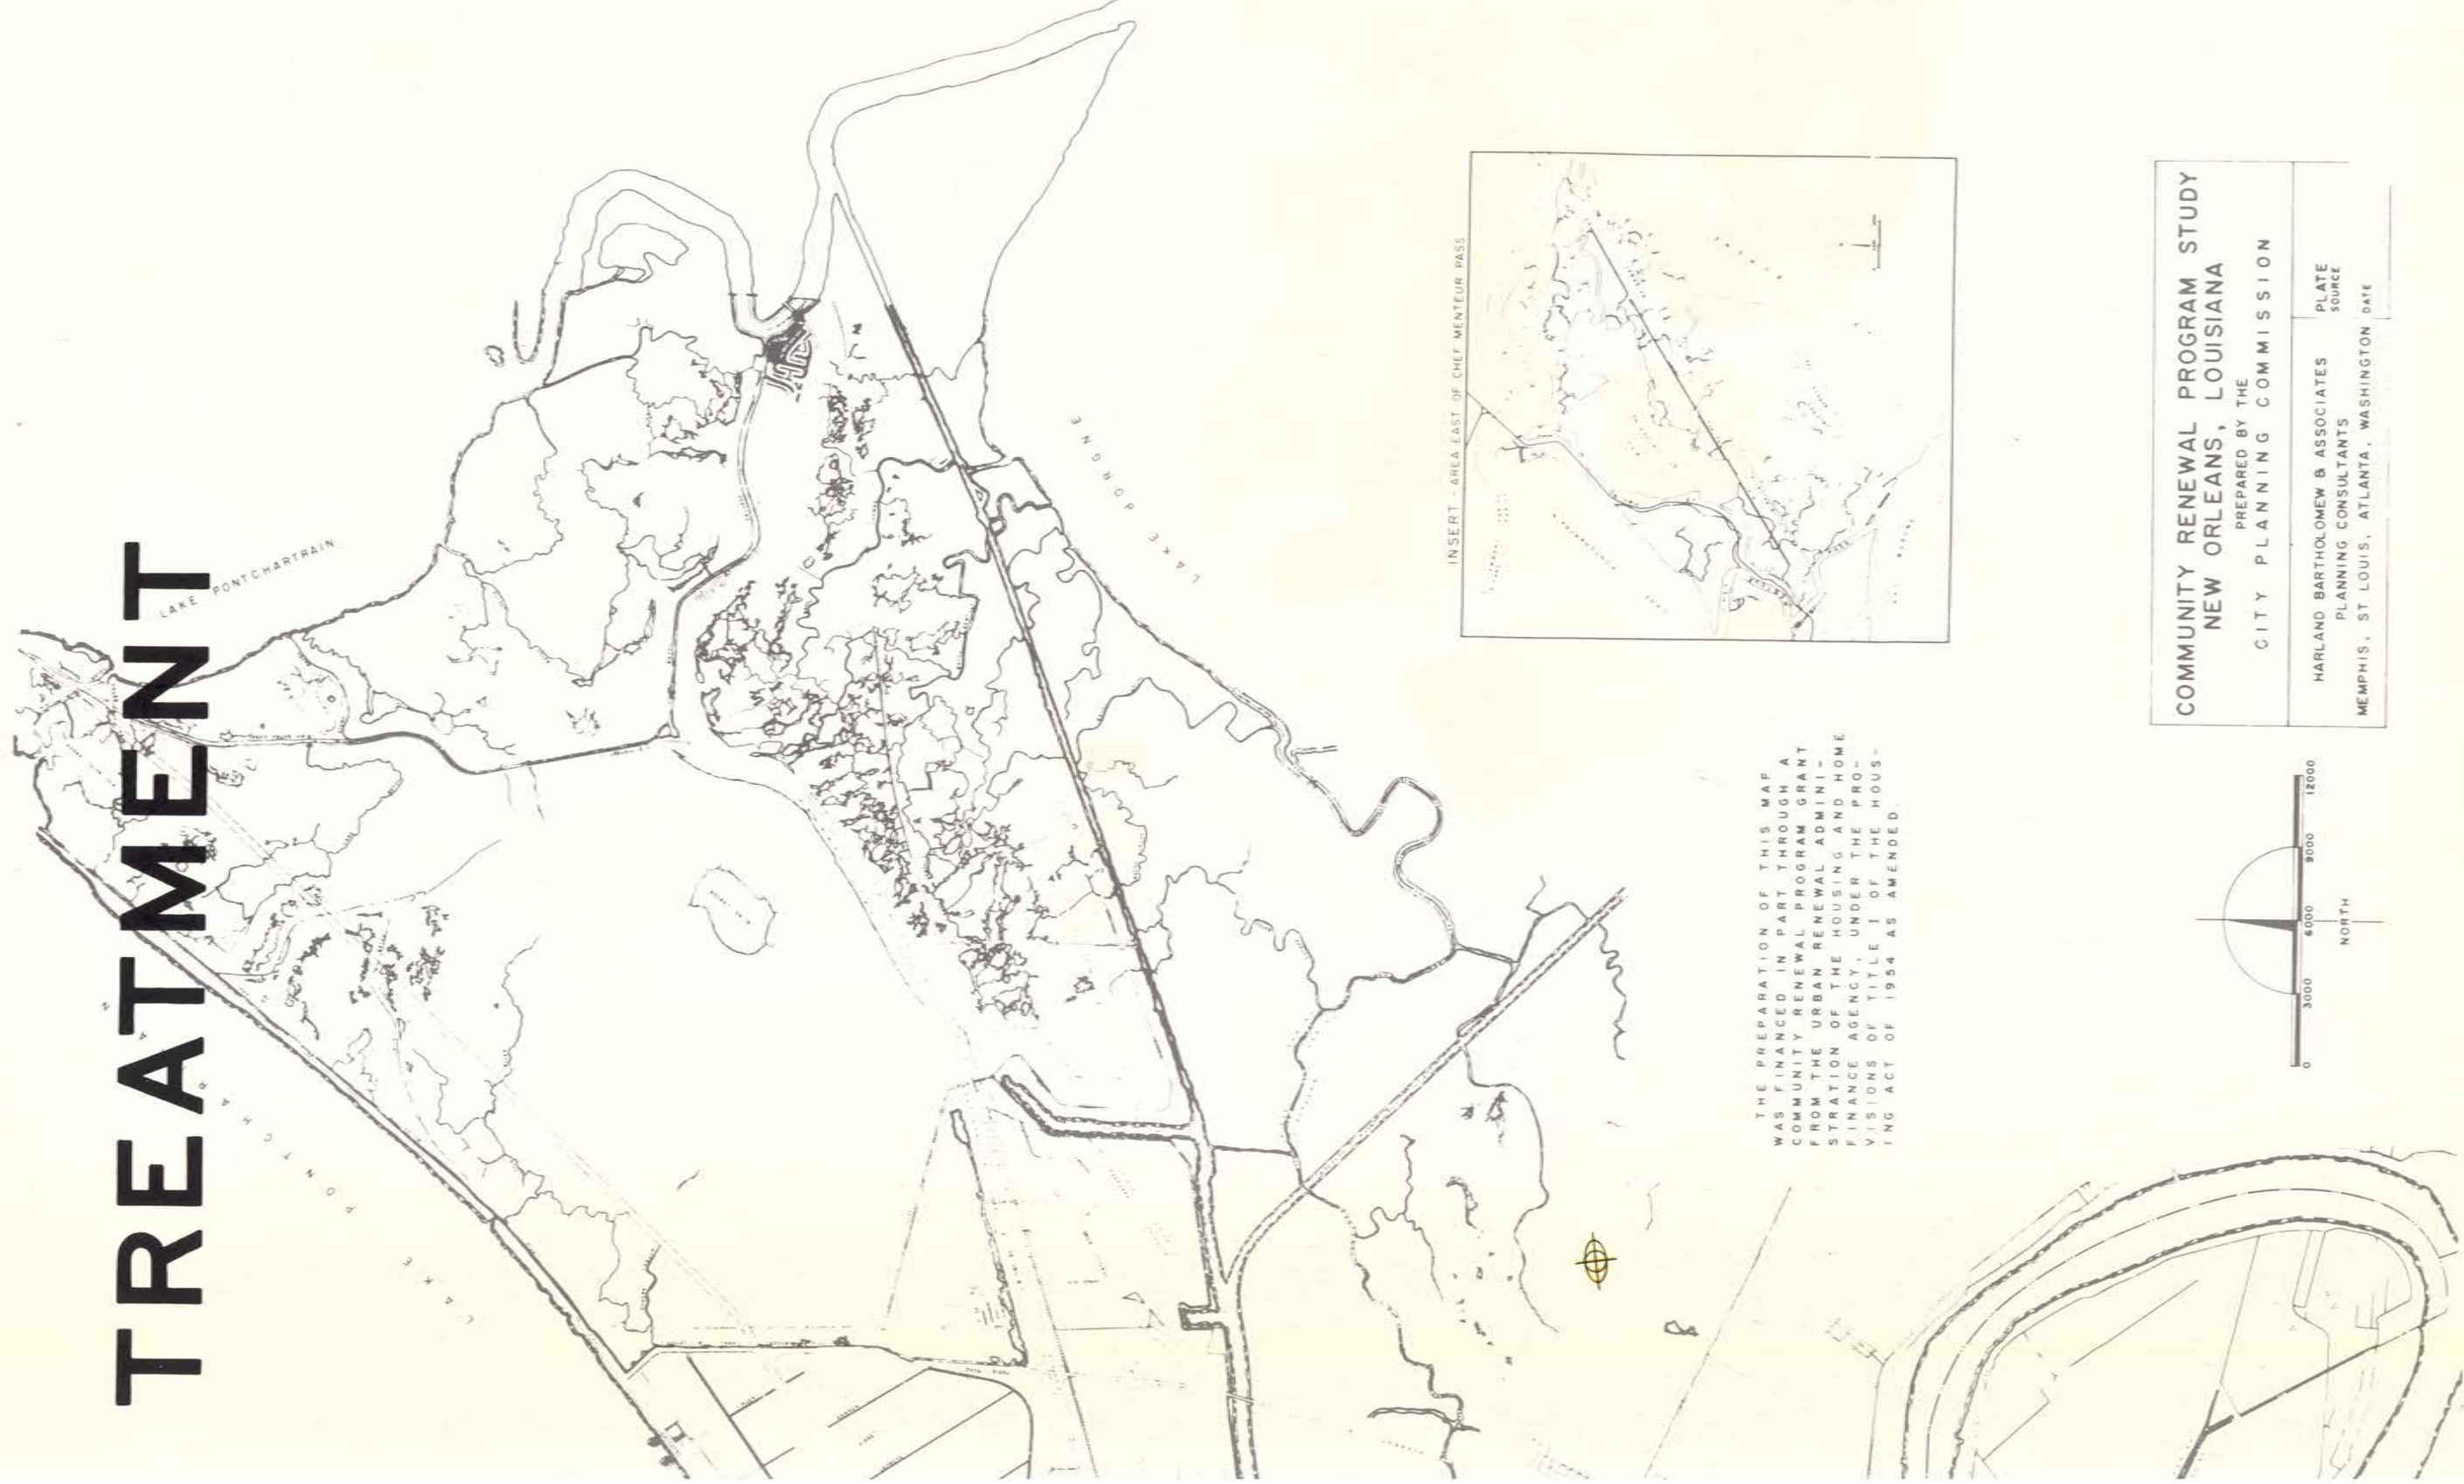 TREATMENT
LAKE PONTCHARTRAIN
LAKE PONTCHARTRAIN
LAKE BORGNE
INSERT - AREA EAST OF CHEF MENTEUR PASS
THE PREPARATION OF THIS MAP
WAS FINANCED IN PART THROUGH A
COMMUNITY RENEWAL PROGRAM GRANT
FROM THE URBAN RENEWAL ADMINI-
STRATION OF THE HOUSING AND HOME
FINANCE AGENCY, UNDER THE PRO-
VISIONS OF TITLE I OF THE HOUS-
ING ACT OF 1954 AS AMENDED.
COMMUNITY RENEWAL PROGRAM STUDY
NEW ORLEANS, LOUISIANA
PREPARED BY THE
CITY PLANNING COMMISSION
HARLAND BARTHOLOMEW & ASSOCIATES
PLANNING CONSULTANTS
MEMPHIS, ST LOUIS, ATLANTA, WASHINGTON
PLATE
SOURCE
DATE
0 3000 6000 9000 12000
NORTH